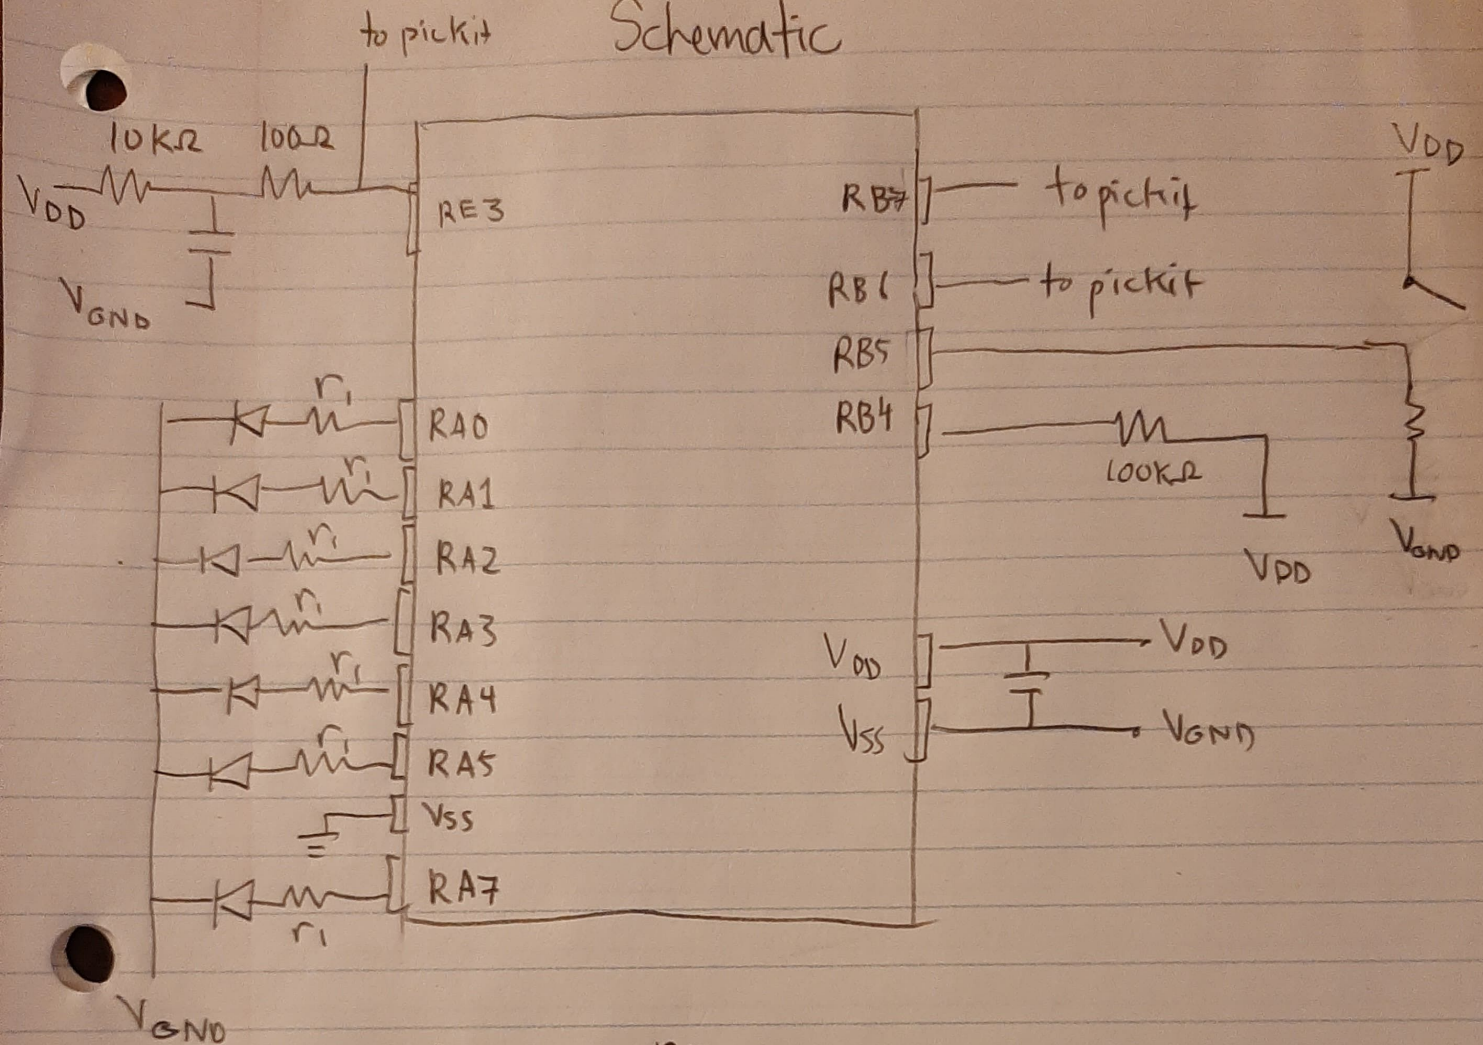 to pickit
Schematic
10KΩ
100Ω
VDD
VGND
RE3
RB7
to pickit
VDD
RB6
to pickit
RB5
RB4
100KΩ
VDD
VGND
r1
RA0
r1
RA1
r1
RA2
r1
RA3
r1
RA4
r1
RA5
VSS
r1
RA7
VDD
VDD
VSS
VGND
VGND